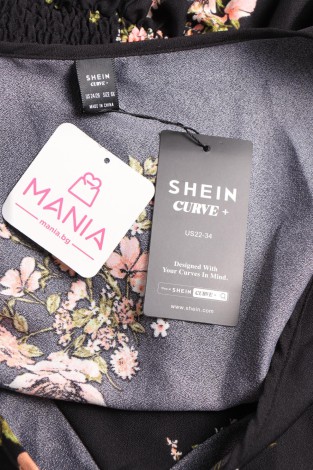 SHEIN
CURVE +
MADE IN CHINA
MANIA
mania.bg
SHEIN
CURVE +
US22-34
Designed With
Your Curves In Mind.
SHEIN CURVE+
www.shein.com